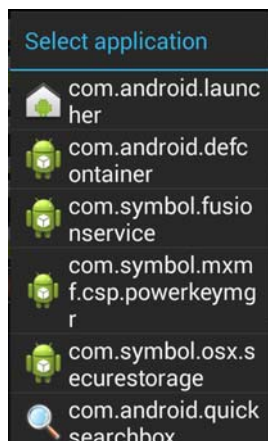 Select application
com.android.launc
her
com.android.defc
ontainer
com.symbol.fusio
nservice
com.symbol.mxm
f.csp.powerkeymg
r
com.symbol.osx.s
ecurestorage
com.android.quick
searchbox